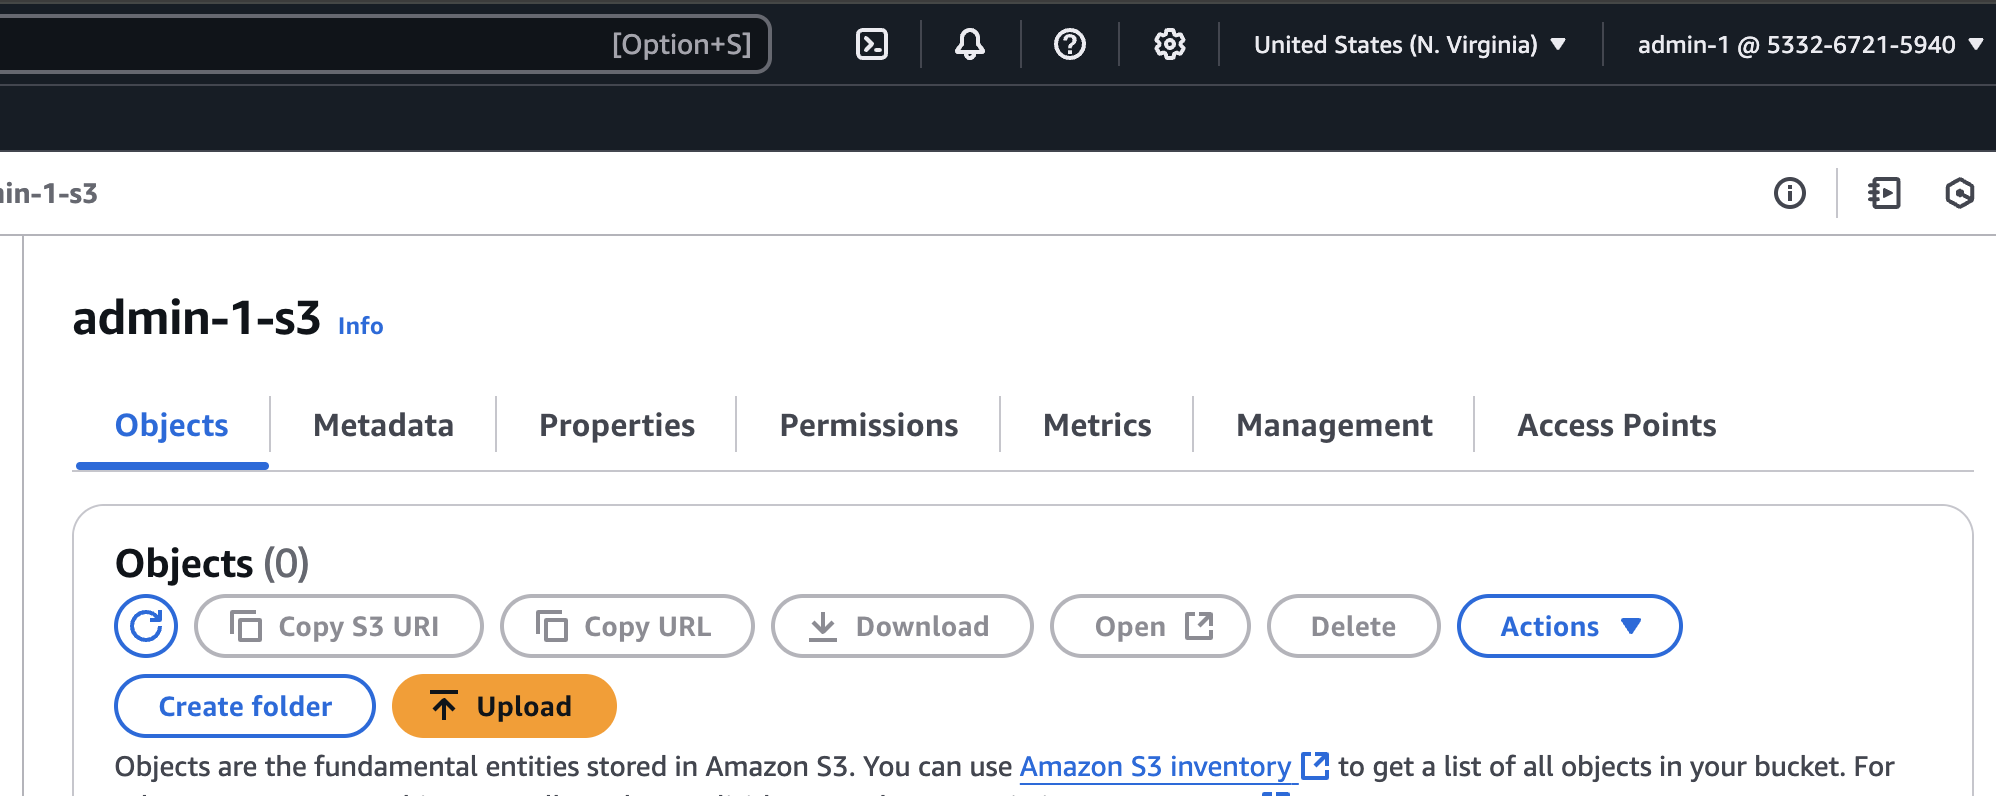 [Option+S]
United States (N. Virginia)
admin-1 @ 5332-6721-5940
in-1-s3
admin-1-s3 Info
Objects
Metadata
Properties
Permissions
Metrics
Management
Access Points
Objects (0)
Copy S3 URI
Copy URL
Download
Open
Delete
Actions
Create folder
Upload
Objects are the fundamental entities stored in Amazon S3. You can use Amazon S3 inventory to get a list of all objects in your bucket. For